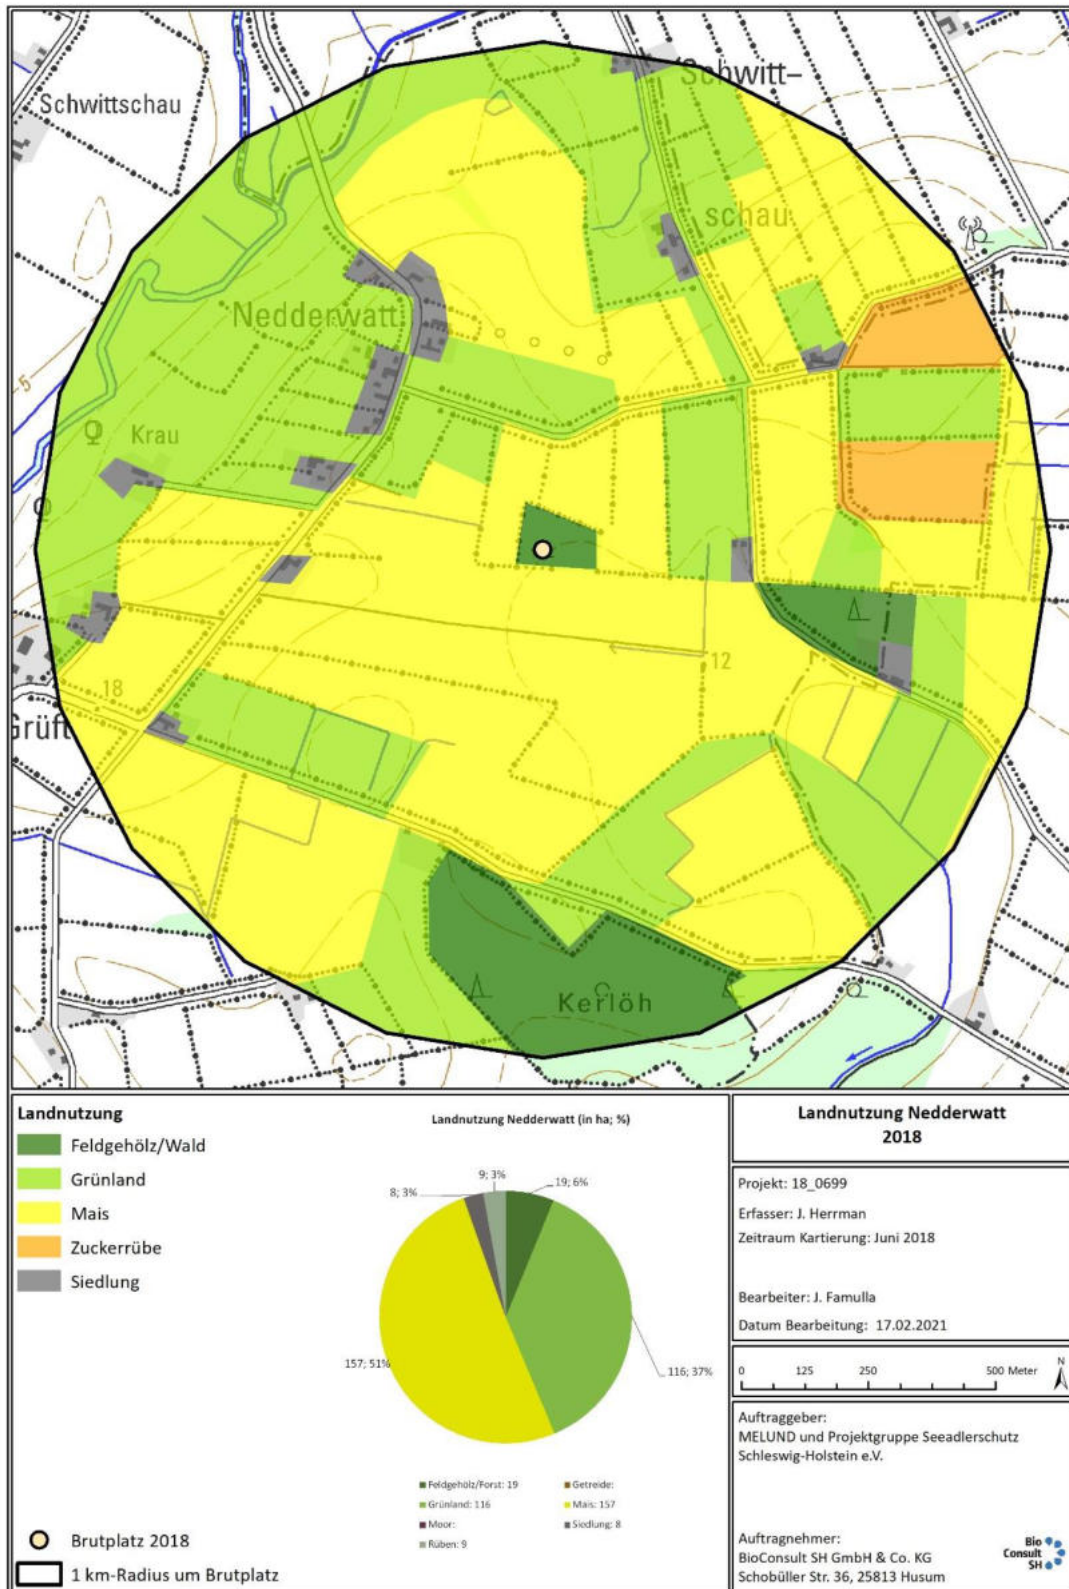 Schwittschau
Schwitt-
schau
Nedderwatt
Krau
5
18
12
Grüft
Kerlöh
Landnutzung
Feldgehölz/Wald
Grünland
Mais
Zuckerrübe
Siedlung
Brutplatz 2018
1 km-Radius um Brutplatz
Landnutzung Nedderwatt (in ha; %)
8; 3%
9; 3%
19; 6%
157; 51%
116; 37%
Feldgehölz/Forst: 19
Getreide:
Grünland: 116
Mais: 157
Moor:
Siedlung: 8
Rüben: 9
Landnutzung Nedderwatt
2018
Projekt: 18_0699
Erfasser: J. Herrman
Zeitraum Kartierung: Juni 2018
Bearbeiter: J. Famulla
Datum Bearbeitung: 17.02.2021
0 125 250 500 Meter
N
Auftraggeber:
MELUND und Projektgruppe Seeadlerschutz
Schleswig-Holstein e.V.
Auftragnehmer:
BioConsult SH GmbH & Co. KG
Schobüller Str. 36, 25813 Husum
Bio
Consult
SH